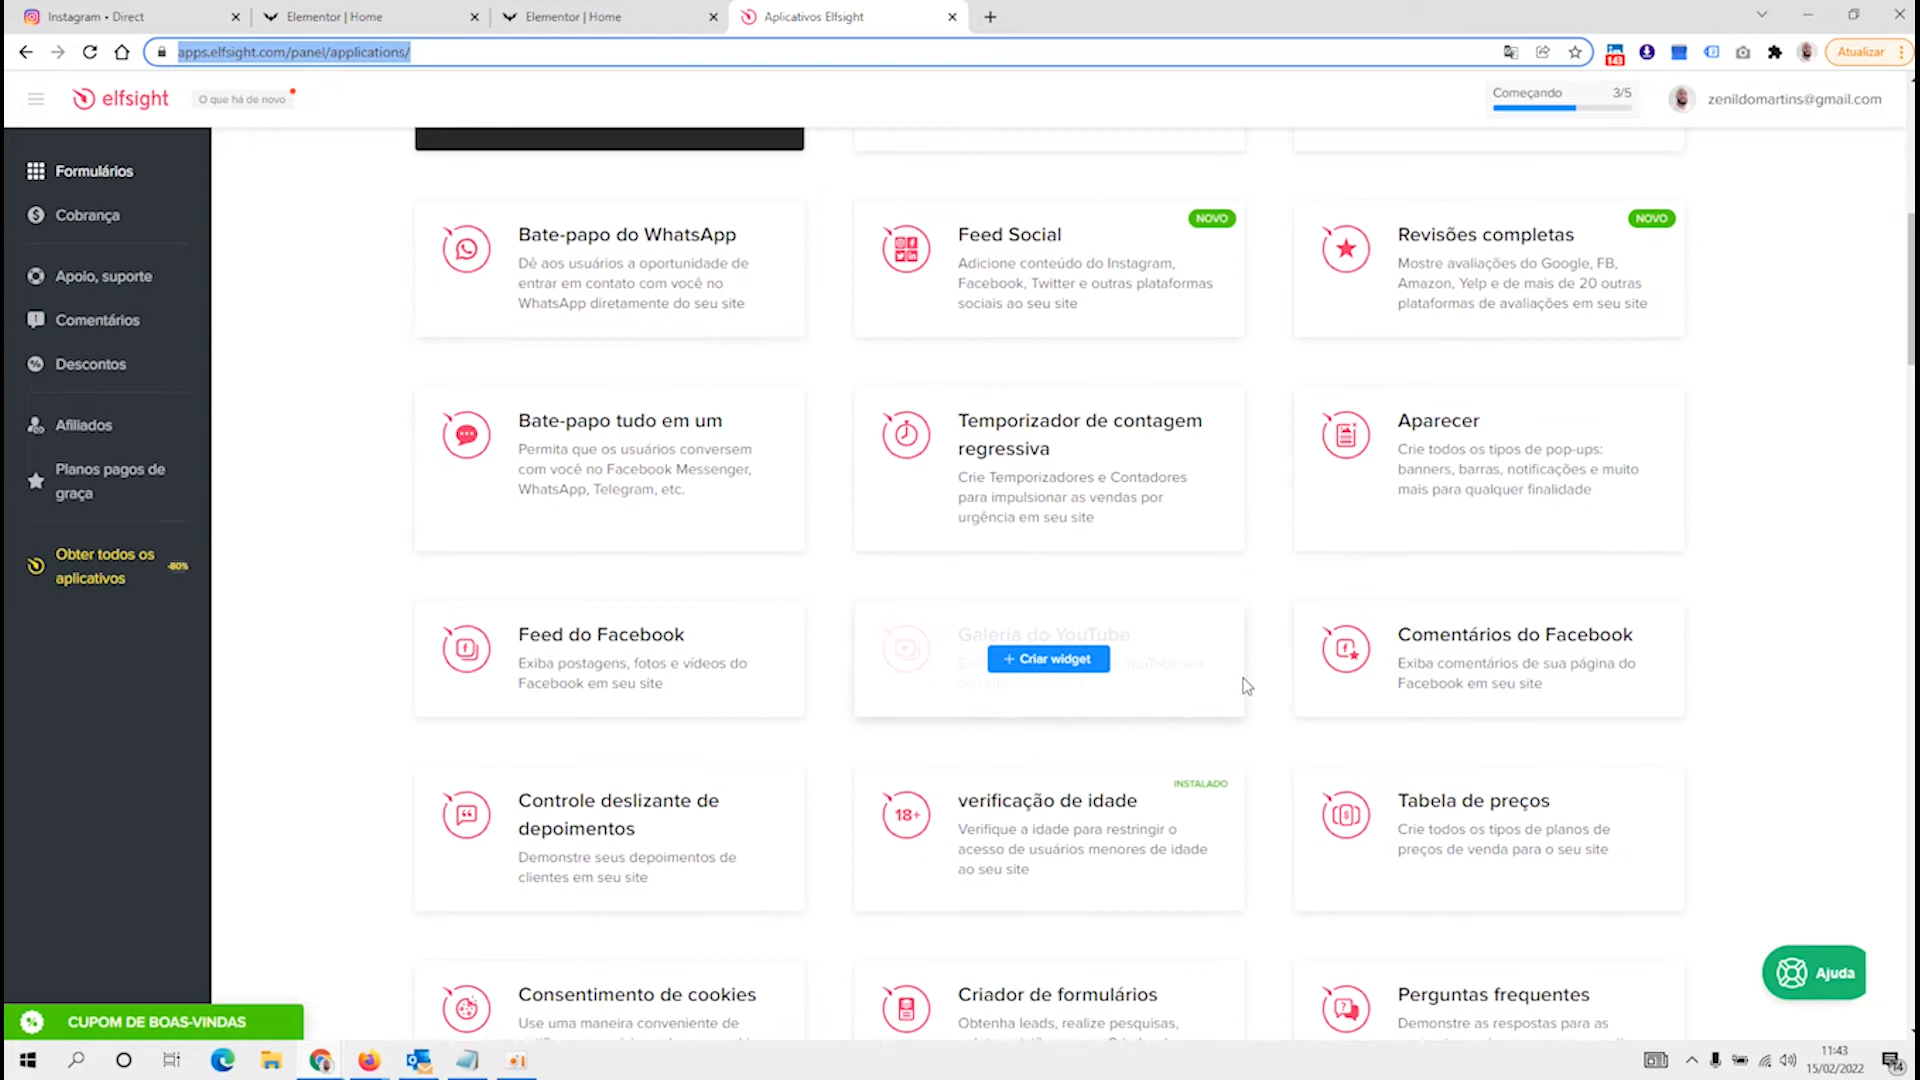 Instagram • Direct
Elementor | Home
Elementor | Home
Aplicativos Elfsight
apps.elfsight.com/panel/applications/
143
Atualizar
elfsight
O que há de novo
Começando 3/5
zenildomartins@gmail.com
Formulários
Cobrança
Apoio, suporte
Comentários
Descontos
Afiliados
Planos pagos de
graça
Obter todos os
aplicativos
-80%
Bate-papo do WhatsApp
Dê aos usuários a oportunidade de
entrar em contato com você no
WhatsApp diretamente do seu site
NOVO
Feed Social
Adicione conteúdo do Instagram,
Facebook, Twitter e outras plataformas
sociais ao seu site
NOVO
Revisões completas
Mostre avaliações do Google, FB,
Amazon, Yelp e de mais de 20 outras
plataformas de avaliações em seu site
Bate-papo tudo em um
Permita que os usuários conversem
com você no Facebook Messenger,
WhatsApp, Telegram, etc.
Temporizador de contagem
regressiva
Crie Temporizadores e Contadores
para impulsionar as vendas por
urgência em seu site
Aparecer
Crie todos os tipos de pop-ups:
banners, barras, notificações e muito
mais para qualquer finalidade
Feed do Facebook
Exiba postagens, fotos e vídeos do
Facebook em seu site
Galeria do YouTube
+ Criar widget
Comentários do Facebook
Exiba comentários de sua página do
Facebook em seu site
Controle deslizante de
depoimentos
Demonstre seus depoimentos de
clientes em seu site
INSTALADO
18+
verificação de idade
Verifique a idade para restringir o
acesso de usuários menores de idade
ao seu site
Tabela de preços
Crie todos os tipos de planos de
preços de venda para o seu site
Consentimento de cookies
Use uma maneira conveniente de
Criador de formulários
Obtenha leads, realize pesquisas,
Perguntas frequentes
Demonstre as respostas para as
Ajuda
CUPOM DE BOAS-VINDAS
11:43
15/02/2022
14